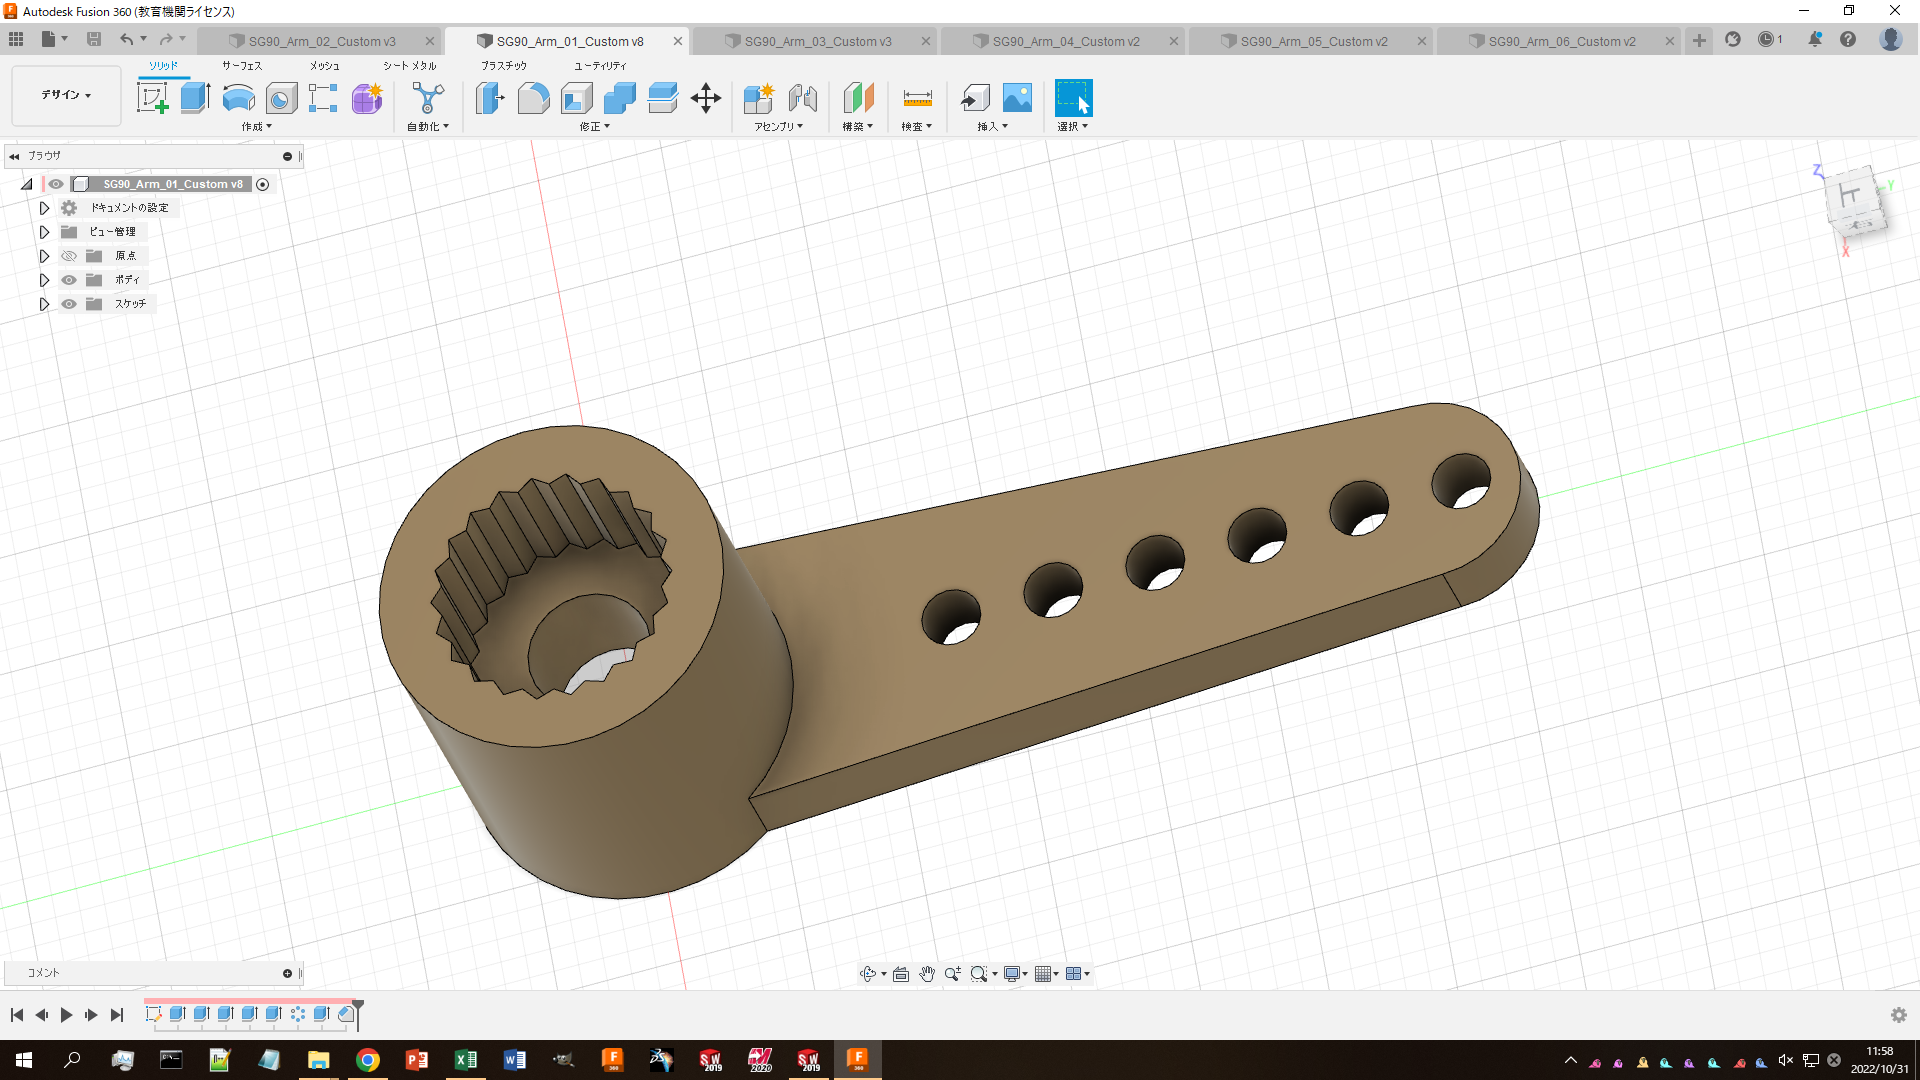 Autodesk Fusion 360 (教育機関ライセンス)
SG90_Arm_02_Custom v3
SG90_Arm_01_Custom v8
SG90_Arm_03_Custom v3
SG90_Arm_04_Custom v2
SG90_Arm_05_Custom v2
SG90_Arm_06_Custom v2
1
ソリッド
サーフェス
メッシュ
シート メタル
プラスチック
ユーティリティ
デザイン
作成
自動化
修正
アセンブリ
構築
検査
挿入
選択
ブラウザ
SG90_Arm_01_Custom v8
ドキュメントの設定
ビュー管理
原点
ボディ
スケッチ
Z
Y
X
上
コメント
11:58
2022/10/31